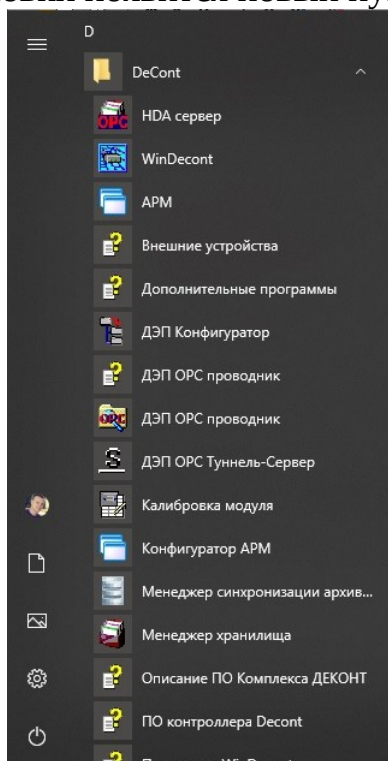 D
DeCont
HDA сервер
WinDecont
АРМ
Внешние устройства
Дополнительные программы
ДЭП Конфигуратор
ДЭП OPC проводник
ДЭП OPC проводник
ДЭП OPC Туннель-Сервер
Калибровка модуля
Конфигуратор АРМ
Менеджер синхронизации архив...
Менеджер хранилища
Описание ПО Комплекса ДЕКОНТ
ПО контроллера Decont